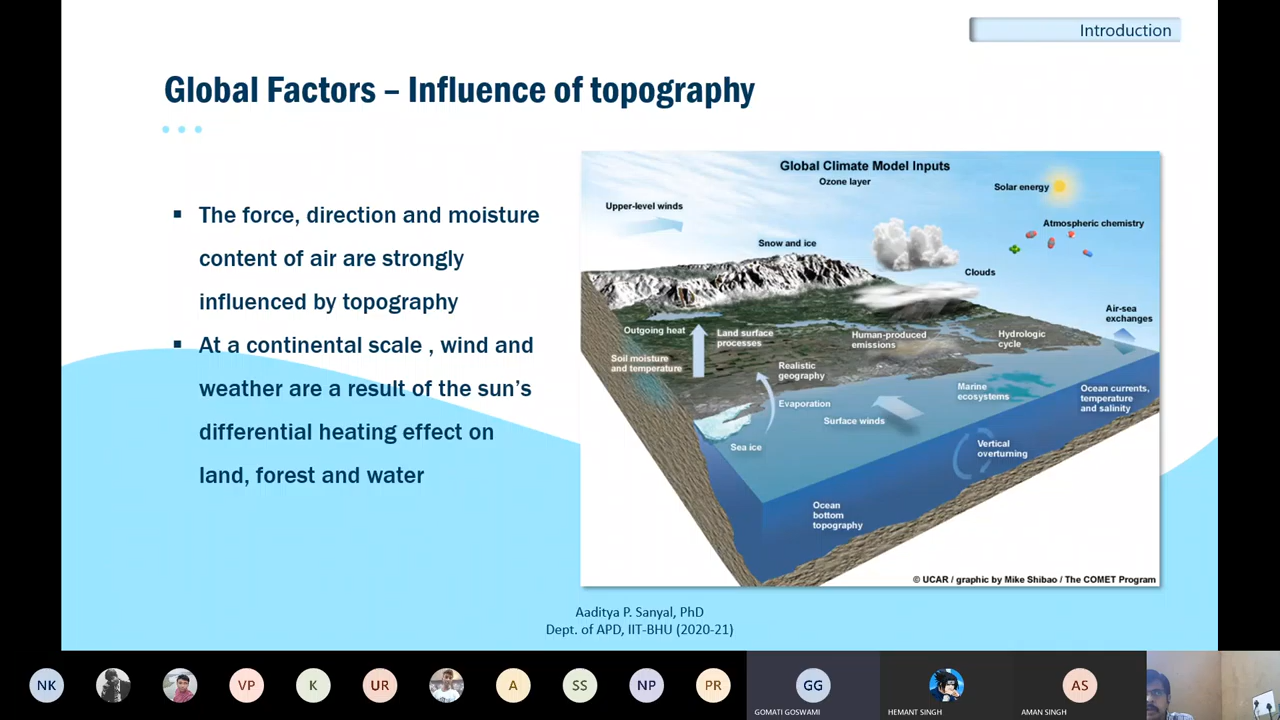 Introduction
Global Factors – Influence of topography
▪ The force, direction and moisture
content of air are strongly
influenced by topography
▪ At a continental scale , wind and
weather are a result of the sun's
differential heating effect on
land, forest and water
Global Climate Model Inputs
Ozone layer
Solar energy
Upper-level winds
Atmospheric chemistry
Snow and ice
Clouds
Air-sea
exchanges
Outgoing heat
Land surface
processes
Human-produced
emissions
Hydrologic
cycle
Soil moisture
and temperature
Realistic
geography
Marine
ecosystems
Ocean currents,
temperature
and salinity
Evaporation
Surface winds
Sea ice
Vertical
overturning
Ocean
bottom
topography
© UCAR / graphic by Mike Shibao / The COMET Program
Aaditya P. Sanyal, PhD
Dept. of APD, IIT-BHU (2020-21)
NK
VP
K
UR
A
SS
NP
PR
GG
AS
GOMATI GOSWAMI
HEMANT SINGH
AMAN SINGH